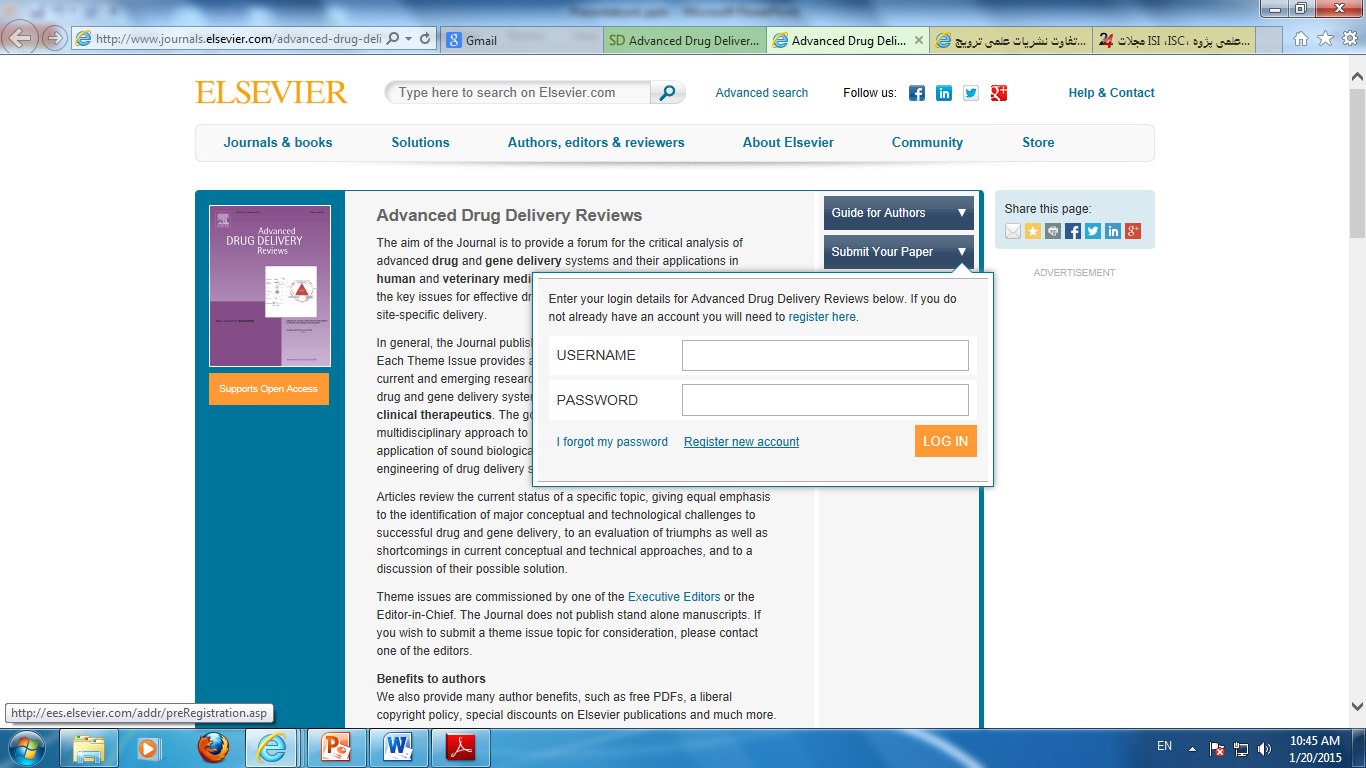 Presentation1.pptx - Microsoft PowerPoint
http://www.journals.elsevier.com/advanced-drug-deli
Gmail
SD Advanced Drug Deliver...
Advanced Drug Deli...
تفاوت نشریات علمی ترویج...
24 مجلات ISI ،ISC، علمی پژوه...
ELSEVIER
Type here to search on Elsevier.com
Advanced search
Follow us:
Help & Contact
Journals & books
Solutions
Authors, editors & reviewers
About Elsevier
Community
Store
Advanced
DRUG DELIVERY
Reviews
Supports Open Access
Advanced Drug Delivery Reviews
The aim of the Journal is to provide a forum for the critical analysis of
advanced drug and gene delivery systems and their applications in
human and veterinary medi
the key issues for effective dr
site-specific delivery.
In general, the Journal publish
Each Theme Issue provides a
current and emerging researc
drug and gene delivery system
clinical therapeutics. The go
multidisciplinary approach to
application of sound biologica
engineering of drug delivery s
Articles review the current status of a specific topic, giving equal emphasis
to the identification of major conceptual and technological challenges to
successful drug and gene delivery, to an evaluation of triumphs as well as
shortcomings in current conceptual and technical approaches, and to a
discussion of their possible solution.
Theme issues are commissioned by one of the Executive Editors or the
Editor-in-Chief. The Journal does not publish stand alone manuscripts. If
you wish to submit a theme issue topic for consideration, please contact
one of the editors.
Benefits to authors
We also provide many author benefits, such as free PDFs, a liberal
copyright policy, special discounts on Elsevier publications and much more.
Guide for Authors
Submit Your Paper
Enter your login details for Advanced Drug Delivery Reviews below. If you do
not already have an account you will need to register here.
USERNAME
PASSWORD
I forgot my password
Register new account
LOG IN
Share this page:
ADVERTISEMENT
http://ees.elsevier.com/addr/preRegistration.asp
EN
10:45 AM
1/20/2015